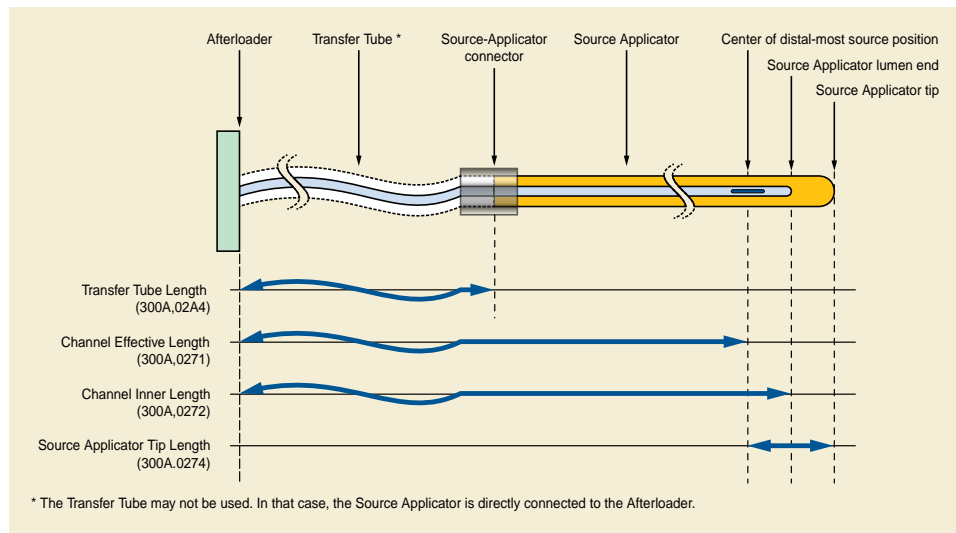 Afterloader
Transfer Tube *
Source-Applicator
connector
Source Applicator
Center of distal-most source position
Source Applicator lumen end
Source Applicator tip
Transfer Tube Length
(300A,02A4)
Channel Effective Length
(300A,0271)
Channel Inner Length
(300A,0272)
Source Applicator Tip Length
(300A.0274)
* The Transfer Tube may not be used. In that case, the Source Applicator is directly connected to the Afterloader.